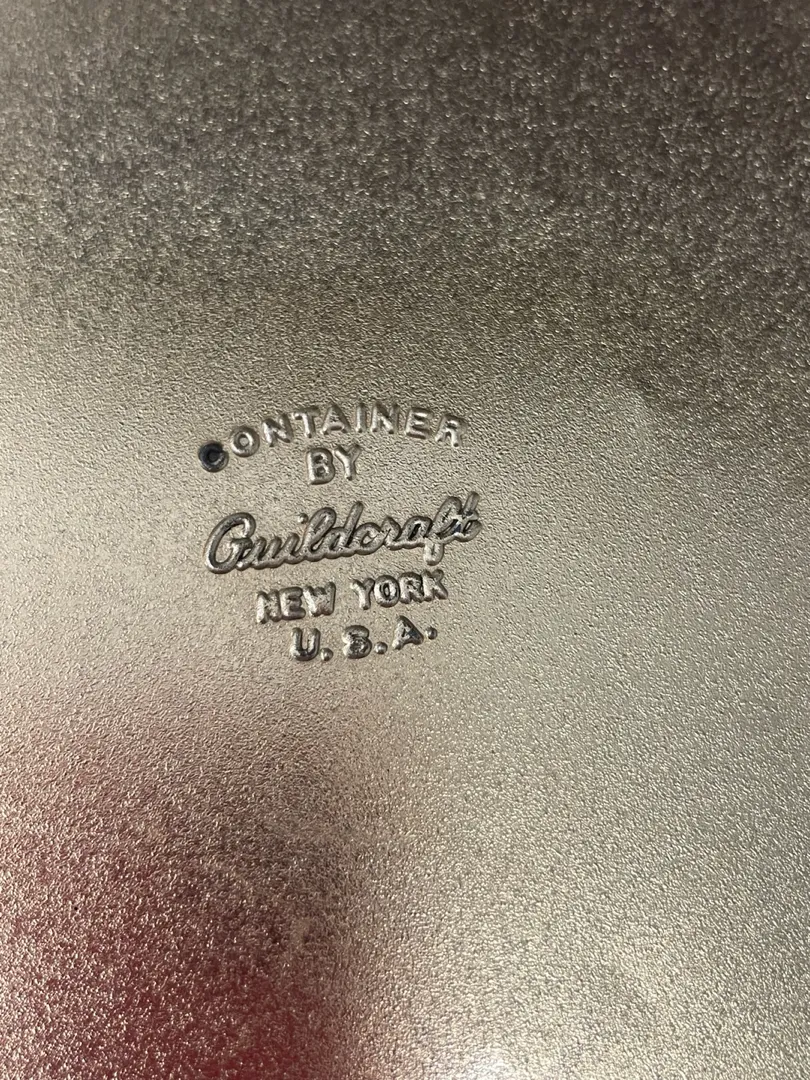 CONTAINER
BY
Guildcraft
NEW YORK
U.S.A.